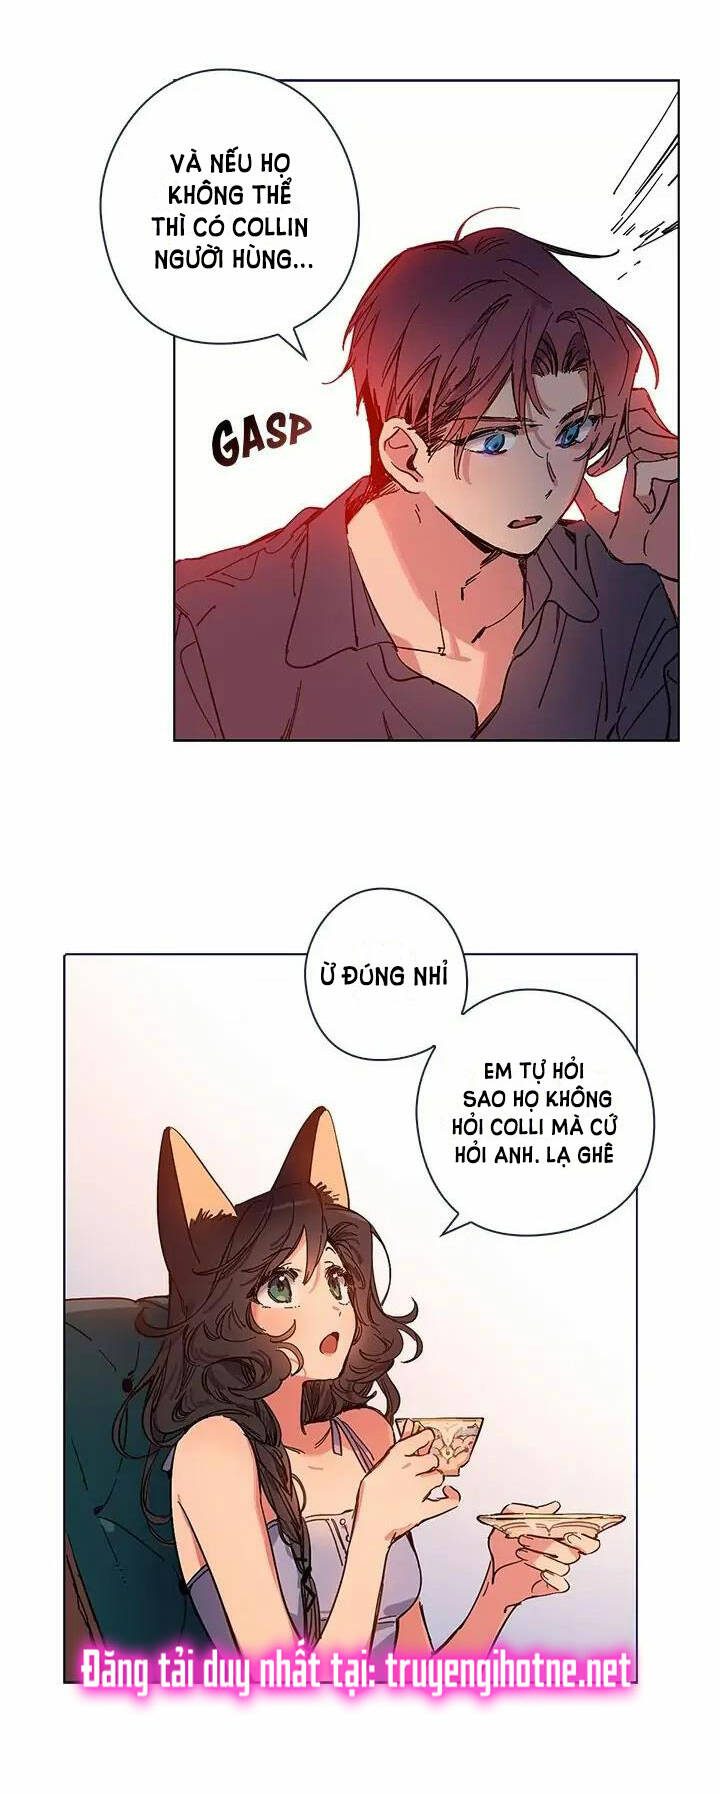 VÀ NẾU HỌ
KHÔNG THỂ
THÌ CÓ COLLIN
NGƯỜI HÙNG...
GASP
Ừ ĐÚNG NHỈ
EM TỰ HỎI
SAO HỌ KHÔNG
HỎI COLLI MÀ CỨ
HỎI ANH. LẠ GHÊ
Đăng tải duy nhất tại: truyengihotne.net